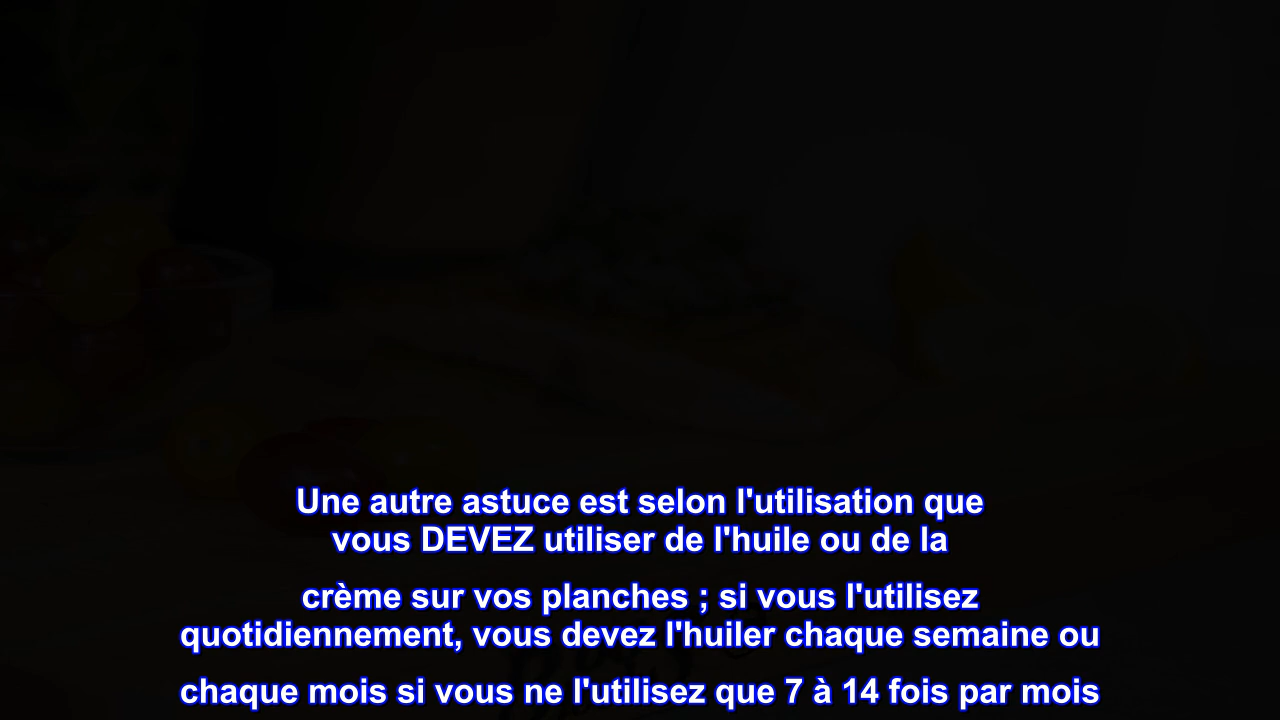 Une autre astuce est selon l'utilisation que
vous DEVEZ utiliser de l'huile ou de la
crème sur vos planches ; si vous l'utilisez
quotidiennement, vous devez l'huiler chaque semaine ou
chaque mois si vous ne l'utilisez que 7 à 14 fois par mois